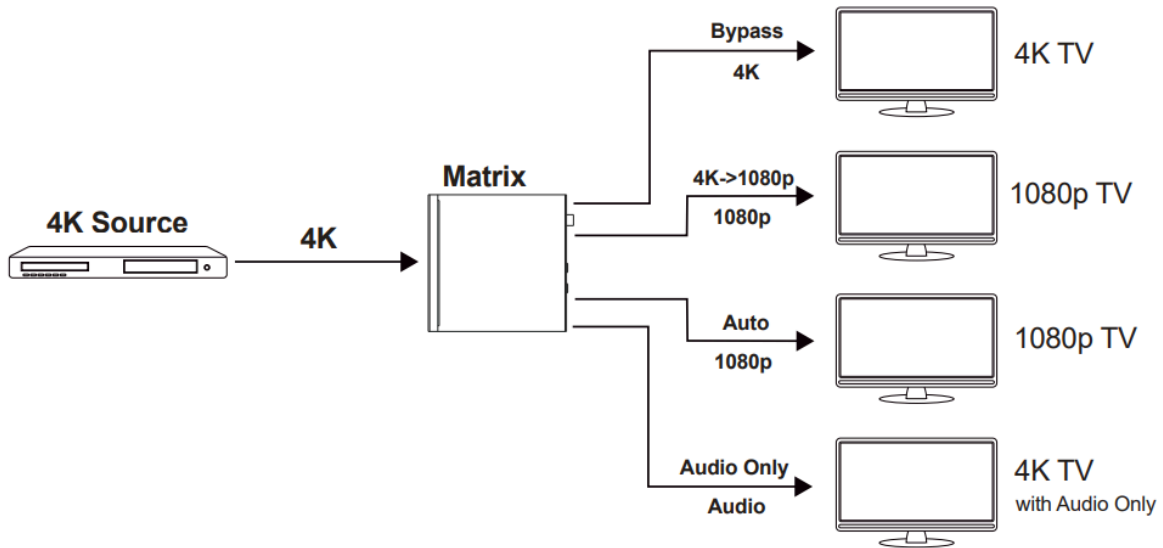 Bypass
4K
4K TV
4K->1080p
1080p
1080p TV
Matrix
4K Source
4K
Auto
1080p
1080p TV
Audio Only
Audio
4K TV
with Audio Only